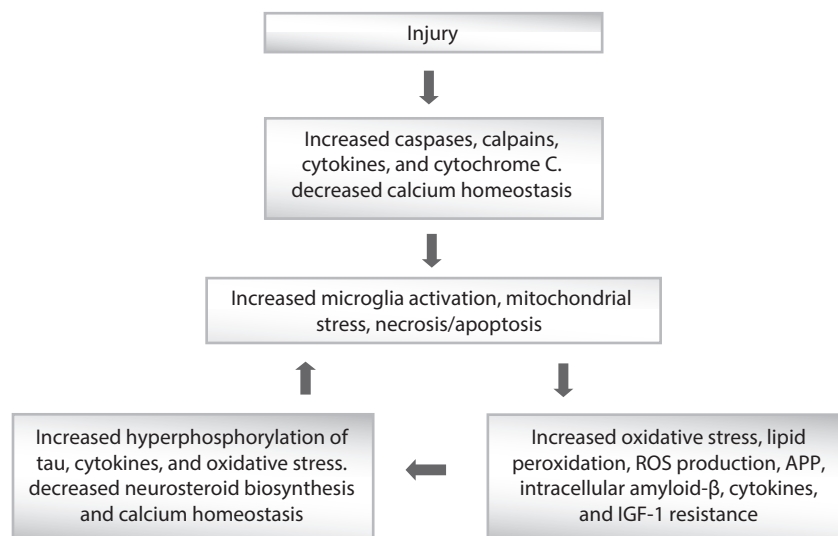 Injury
Increased caspases, calpains,
cytokines, and cytochrome C.
decreased calcium homeostasis
Increased microglia activation, mitochondrial
stress, necrosis/apoptosis
Increased hyperphosphorylation of
tau, cytokines, and oxidative stress.
decreased neurosteroid biosynthesis
and calcium homeostasis
Increased oxidative stress, lipid
peroxidation, ROS production, APP,
intracellular amyloid-β, cytokines,
and IGF-1 resistance